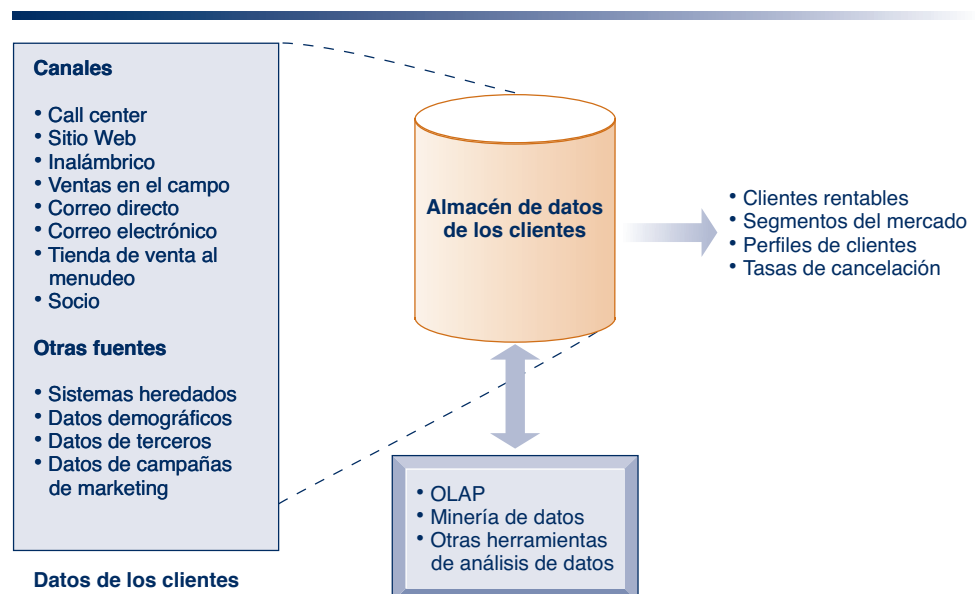 Canales
• Call center
• Sitio Web
• Inalámbrico
• Ventas en el campo
• Correo directo
• Correo electrónico
• Tienda de venta al
menudeo
• Socio
Otras fuentes
• Sistemas heredados
• Datos demográficos
• Datos de terceros
• Datos de campañas
de marketing
Datos de los clientes
Almacén de datos
de los clientes
• OLAP
• Minería de datos
• Otras herramientas
de análisis de datos
• Clientes rentables
• Segmentos del mercado
• Perfiles de clientes
• Tasas de cancelación